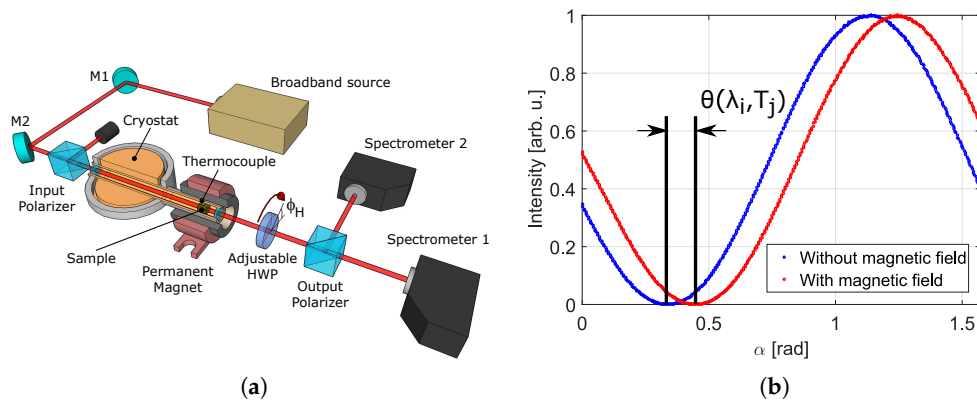 M1
Broadband source
M2
Cryostat
Thermocouple
Spectrometer 2
Input
Polarizer
ϕH
Spectrometer 1
Sample
Adjustable
HWP
Permanent
Magnet
Output
Polarizer
(a)
Intensity [arb. u.]
1
0.8
0.6
0.4
0.2
0
θ(λi,Tj)
Without magnetic field
With magnetic field
0
0.5
1
1.5
α [rad]
(b)